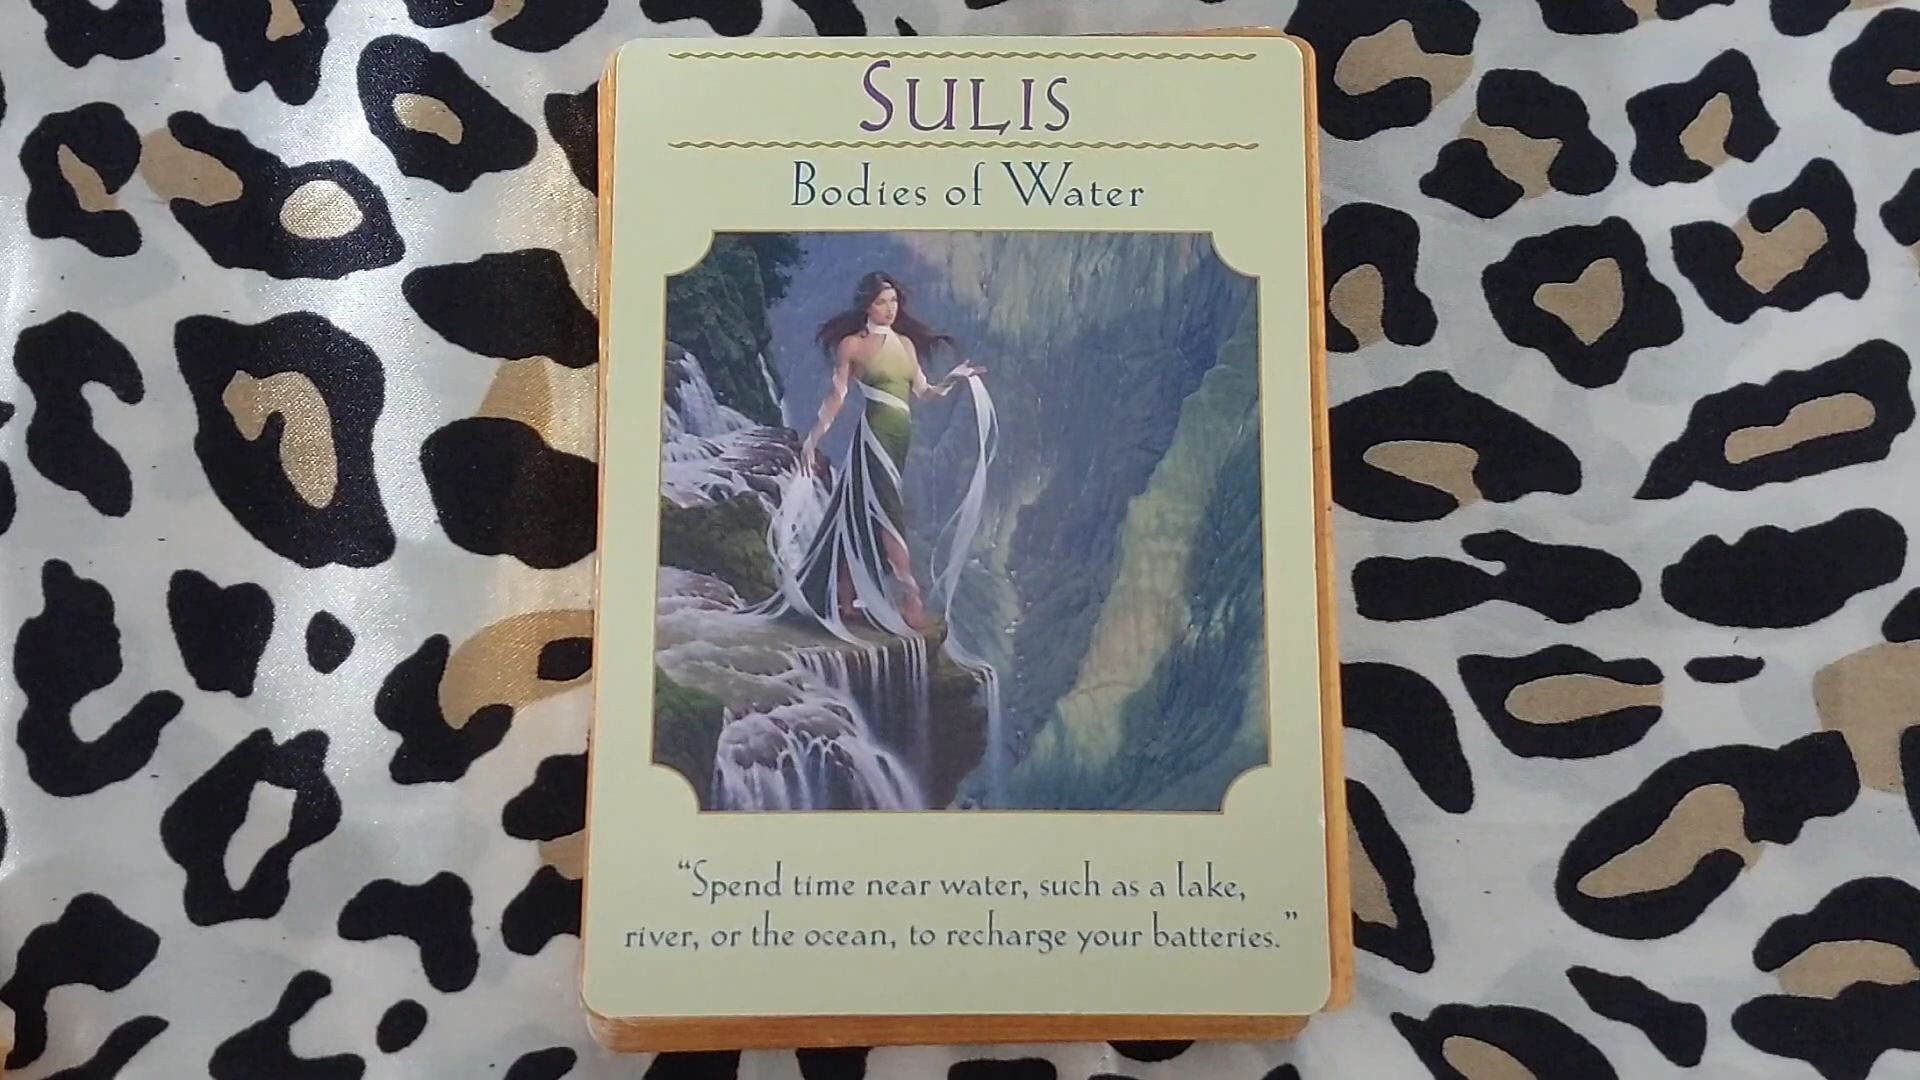 SULIS
Bodies of Water
“Spend time near water, such as a lake,
river, or the ocean, to recharge your batteries.”